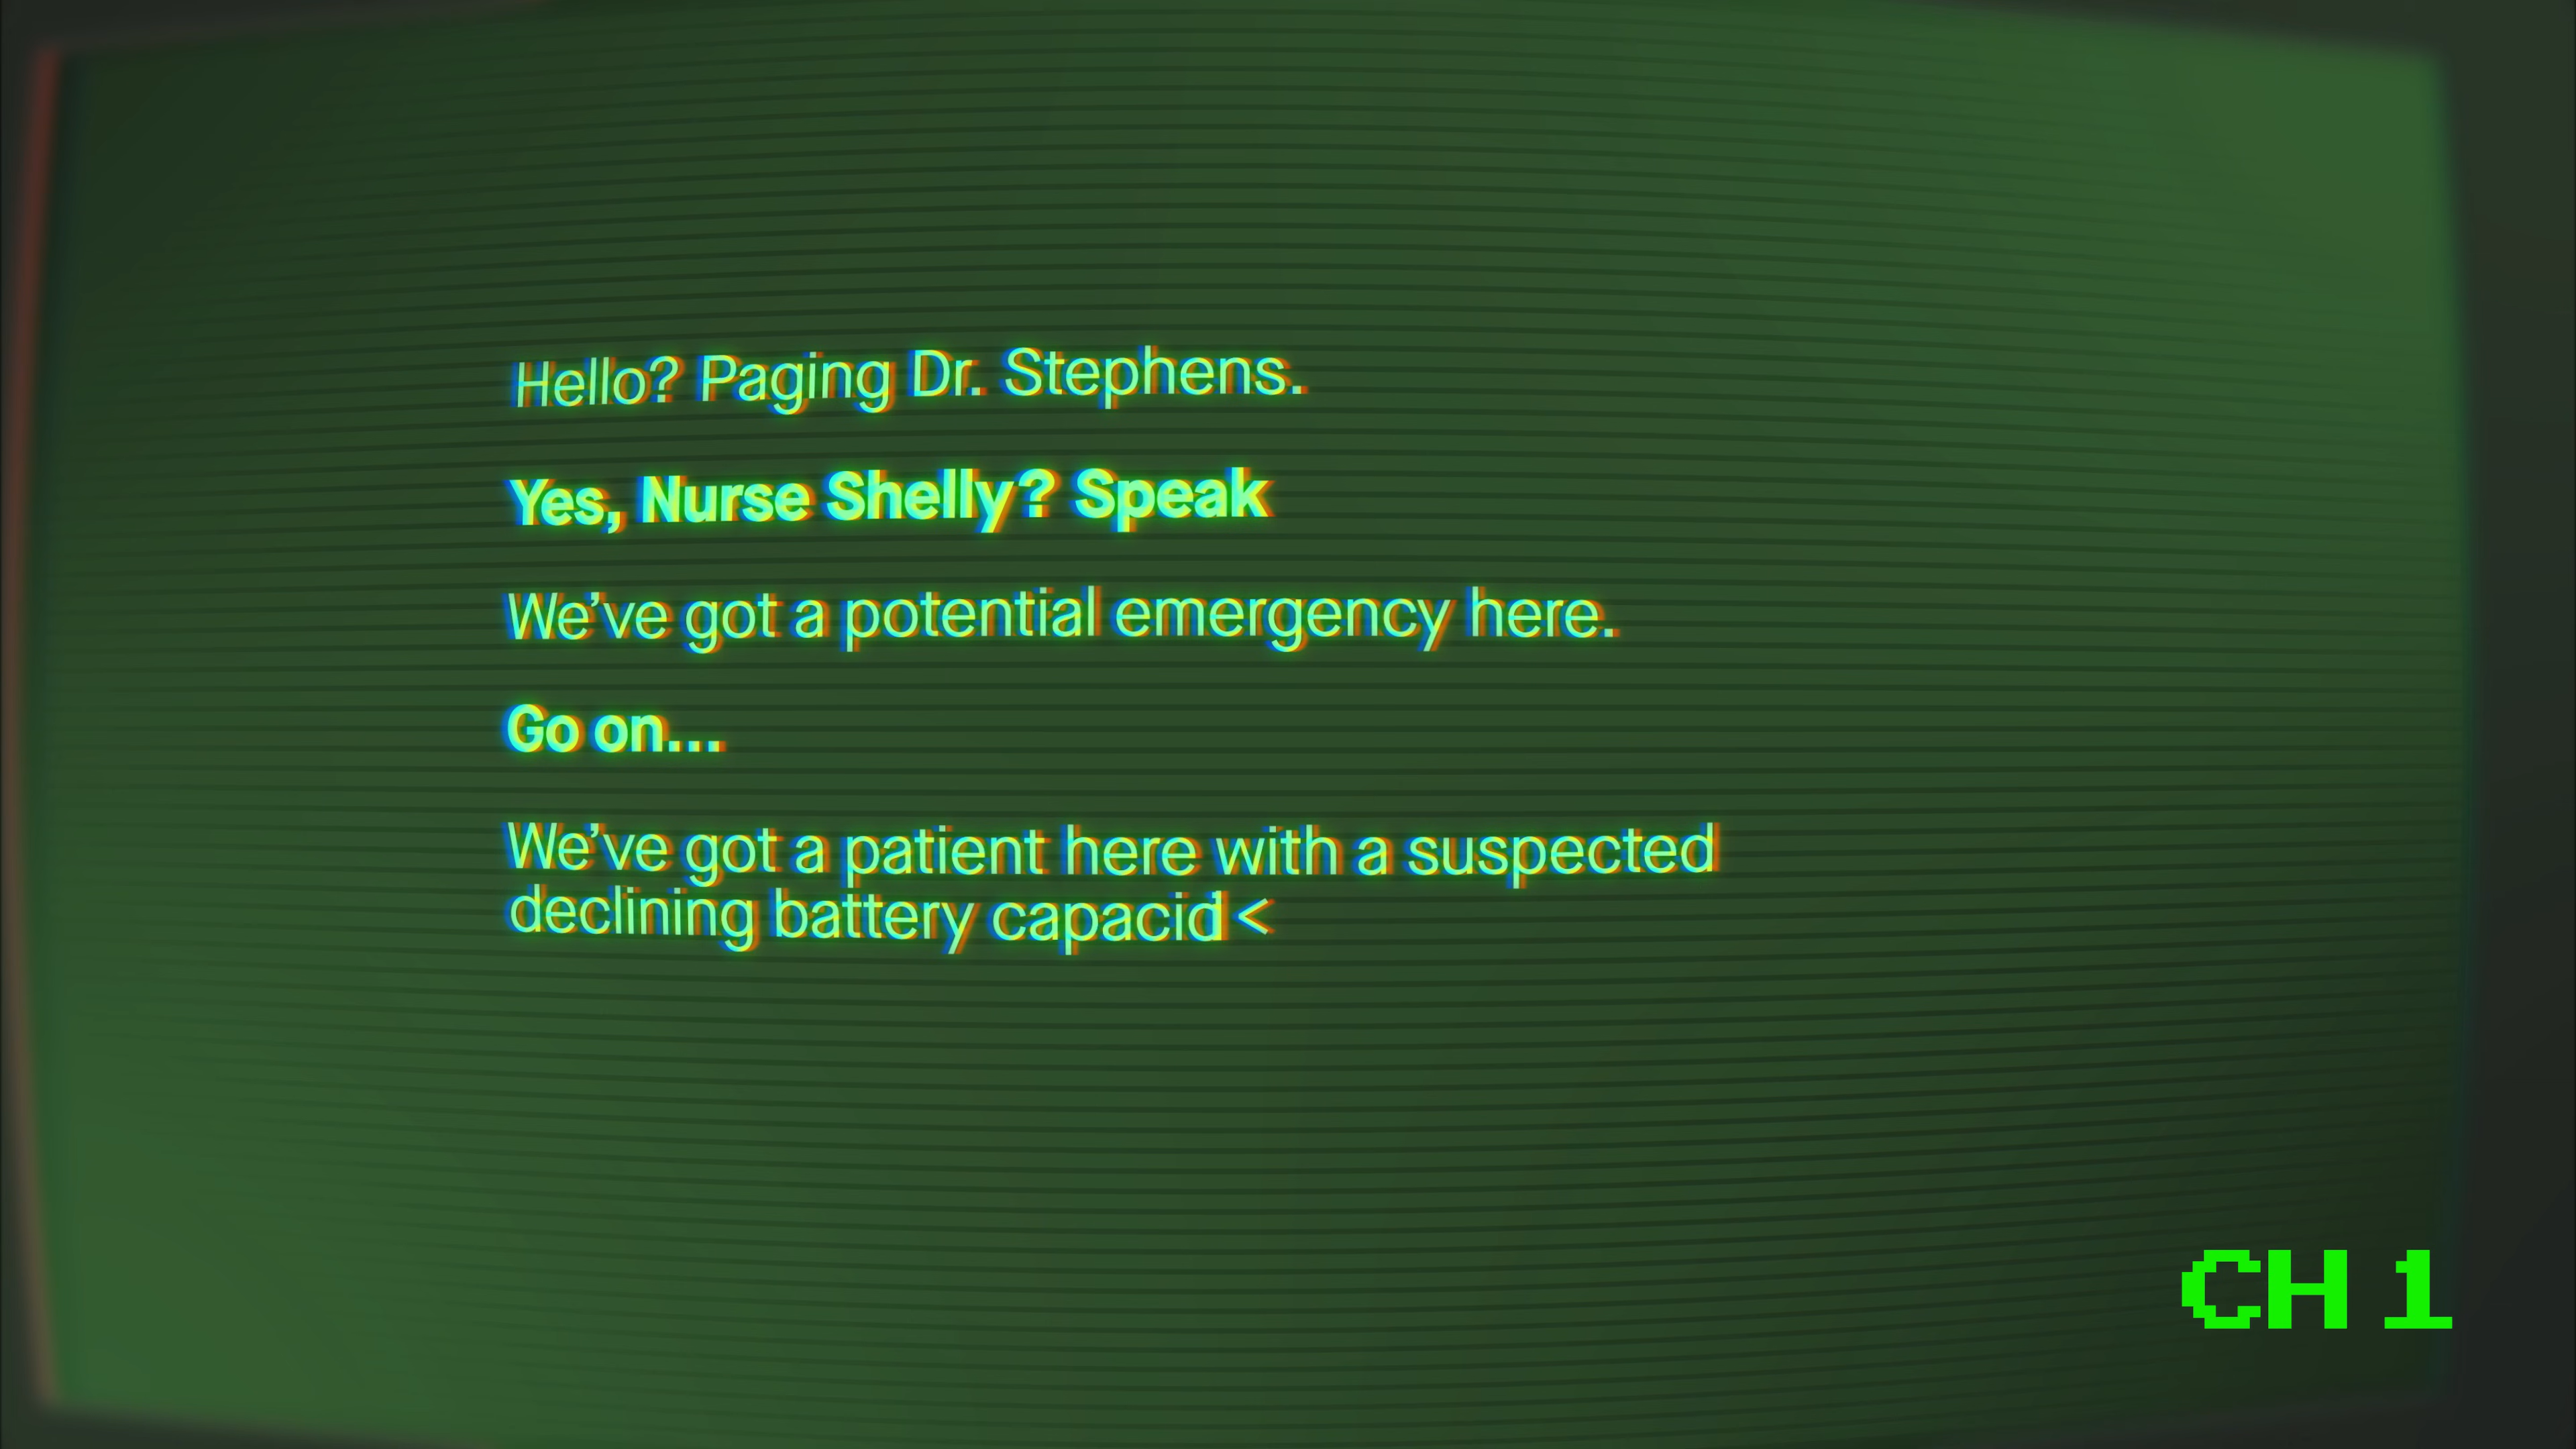 Hello? Paging Dr. Stephens.
Yes, Nurse Shelly? Speak
We’ve got a potential emergency here.
Go on...
We’ve got a patient here with a suspected
declining battery capacid<
CH 1